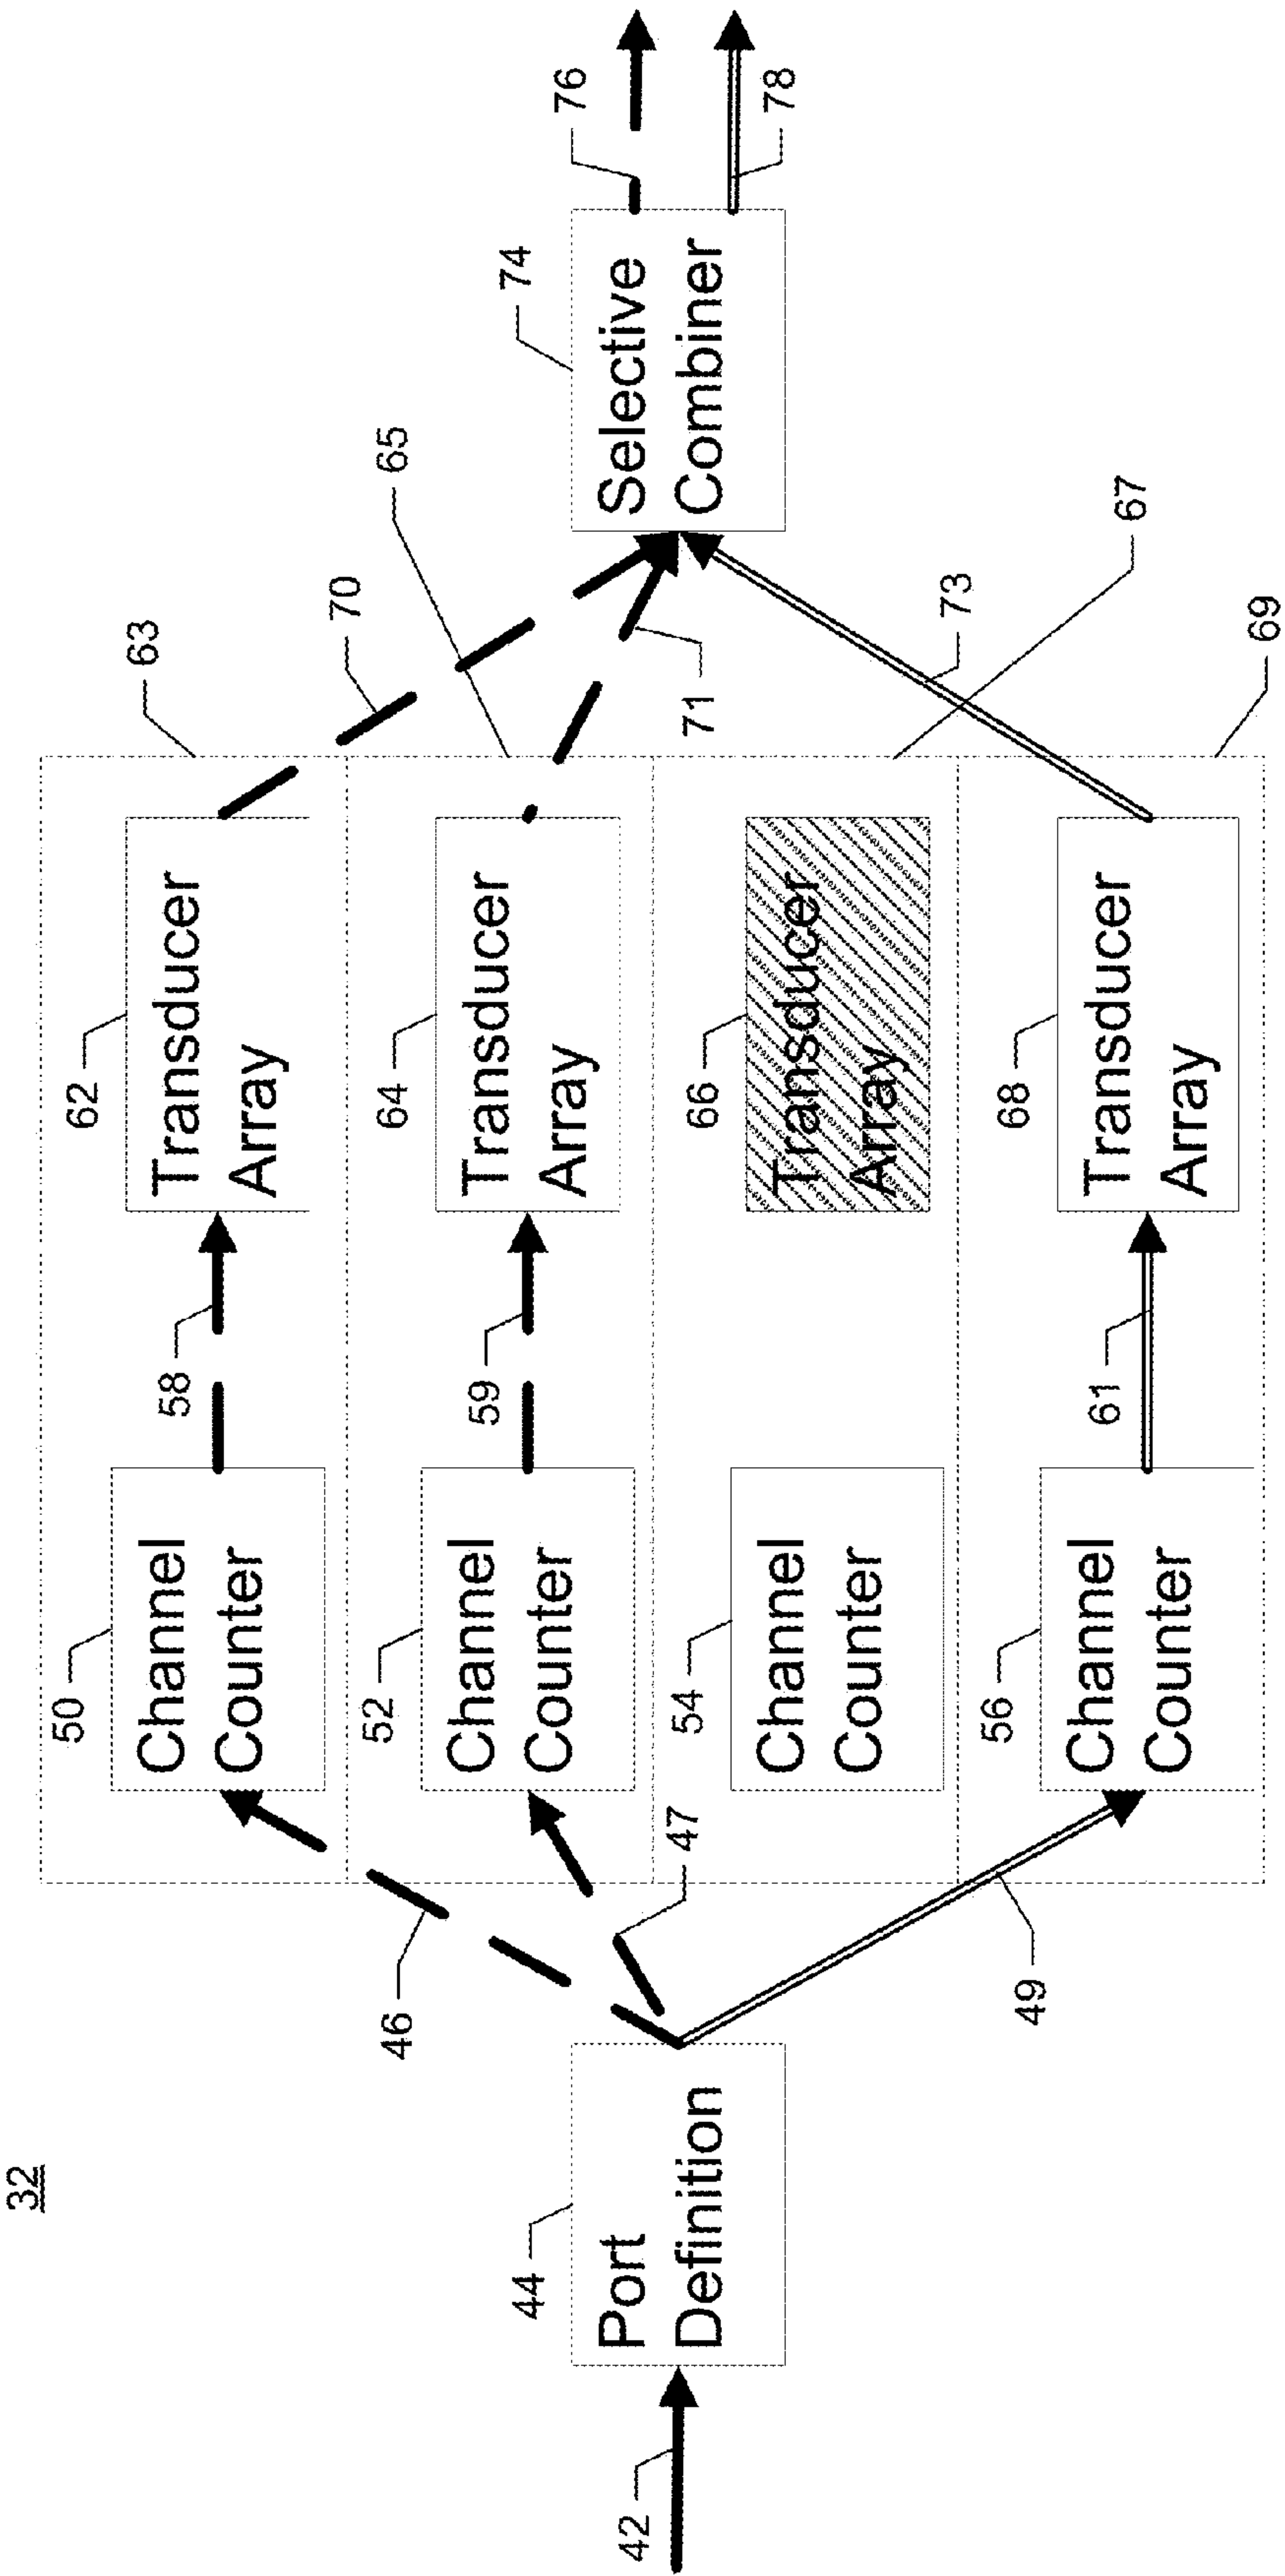 32
42
44
Port
Definition
46
47
49
50
Channel
Counter
52
Channel
Counter
54
Channel
Counter
56
Channel
Counter
58
59
61
62
Transducer
Array
64
Transducer
Array
66
Transducer
Array
68
Transducer
Array
63
65
67
69
70
71
73
74
Selective
Combiner
76
78